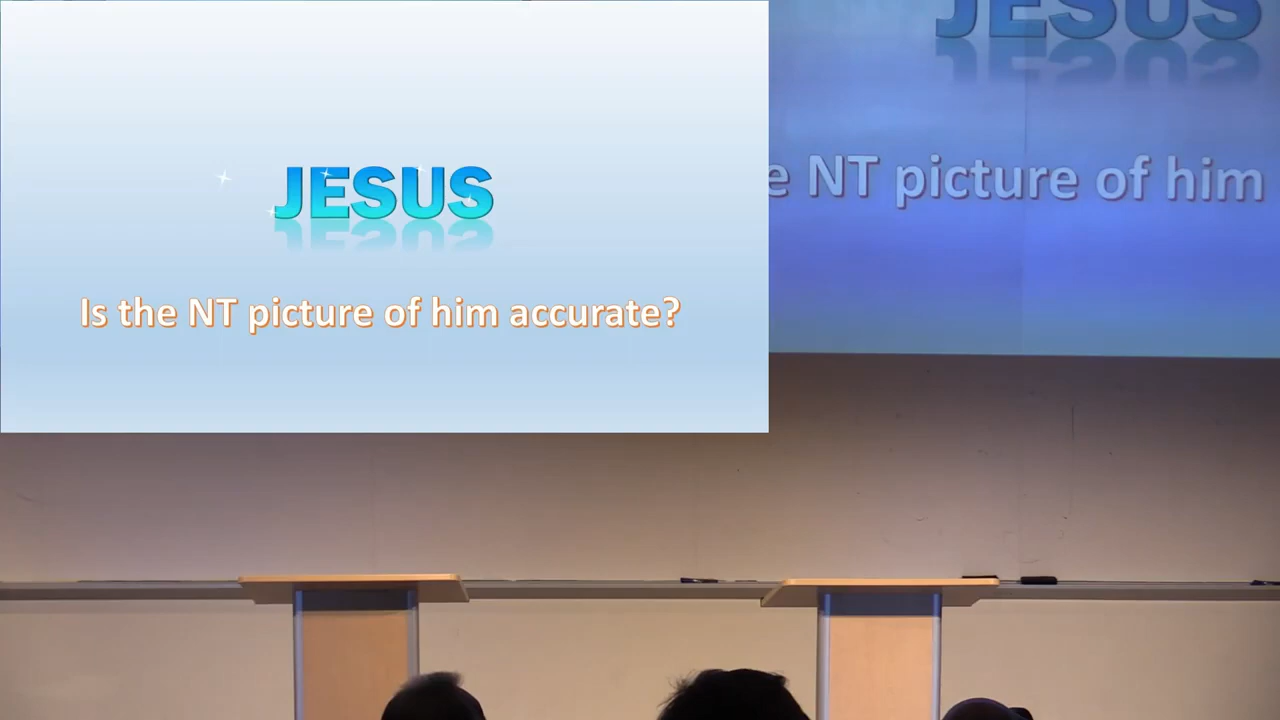 JESUS
Is the NT picture of him accurate?
JESUS
e NT picture of him